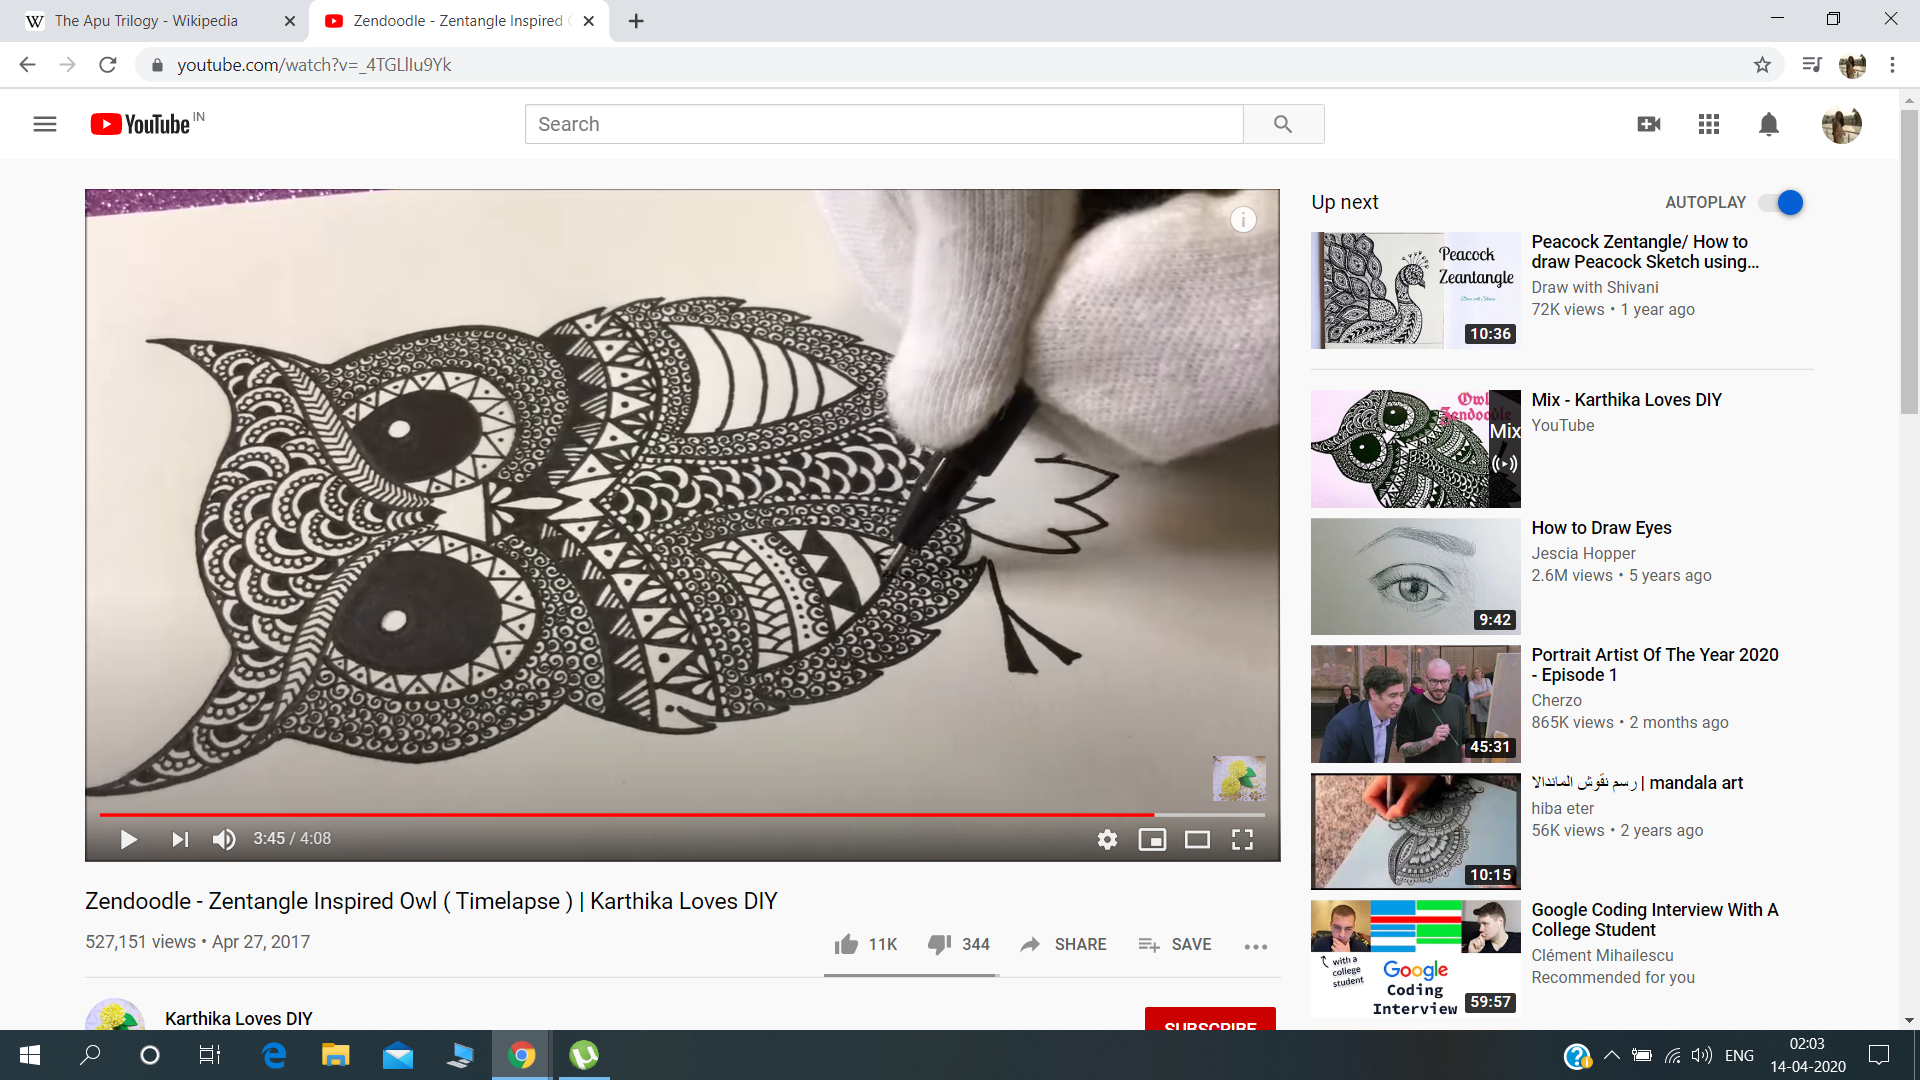 The Apu Trilogy - Wikipedia
Zendoodle - Zentangle Inspired
youtube.com/watch?v=_4TGLlIu9Yk
YouTube IN
Search
Up next
AUTOPLAY
Peacock
Zeantangle
Draw with Shivani
10:36
Peacock Zentangle/ How to
draw Peacock Sketch using...
Draw with Shivani
72K views • 1 year ago
Owl
Zendoodle
Mix
Mix - Karthika Loves DIY
YouTube
9:42
How to Draw Eyes
Jescia Hopper
2.6M views • 5 years ago
45:31
Portrait Artist Of The Year 2020
- Episode 1
Cherzo
865K views • 2 months ago
10:15
رسم نقوش الماندالا | mandala art
hiba eter
56K views • 2 years ago
with a
college
student
Google
Coding
Interview
59:57
Google Coding Interview With A
College Student
Clément Mihailescu
Recommended for you
3:45 / 4:08
Zendoodle - Zentangle Inspired Owl ( Timelapse ) | Karthika Loves DIY
527,151 views • Apr 27, 2017
11K
344
SHARE
SAVE
Karthika Loves DIY
SUBSCRIBE
ENG
02:03
14-04-2020